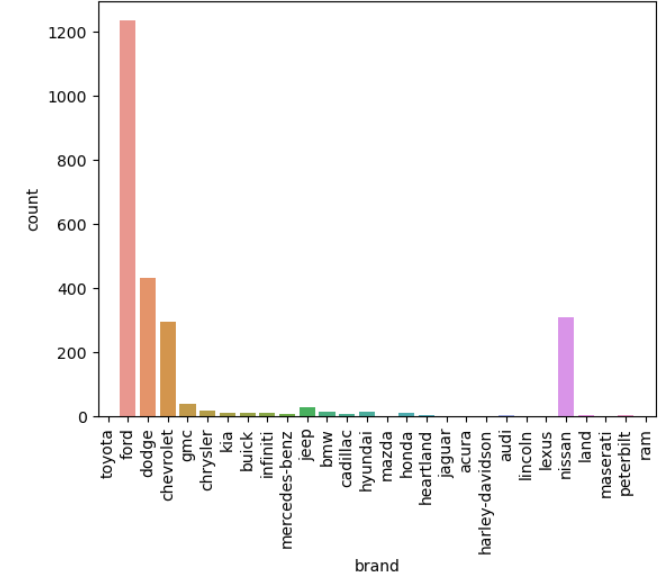 1200
1000
800
600
400
200
0
count
toyota
ford
dodge
chevrolet
gmc
chrysler
kia
buick
infiniti
mercedes-benz
jeep
bmw
cadillac
hyundai
mazda
honda
heartland
jaguar
acura
harley-davidson
audi
lincoln
lexus
nissan
land
maserati
peterbilt
ram
brand